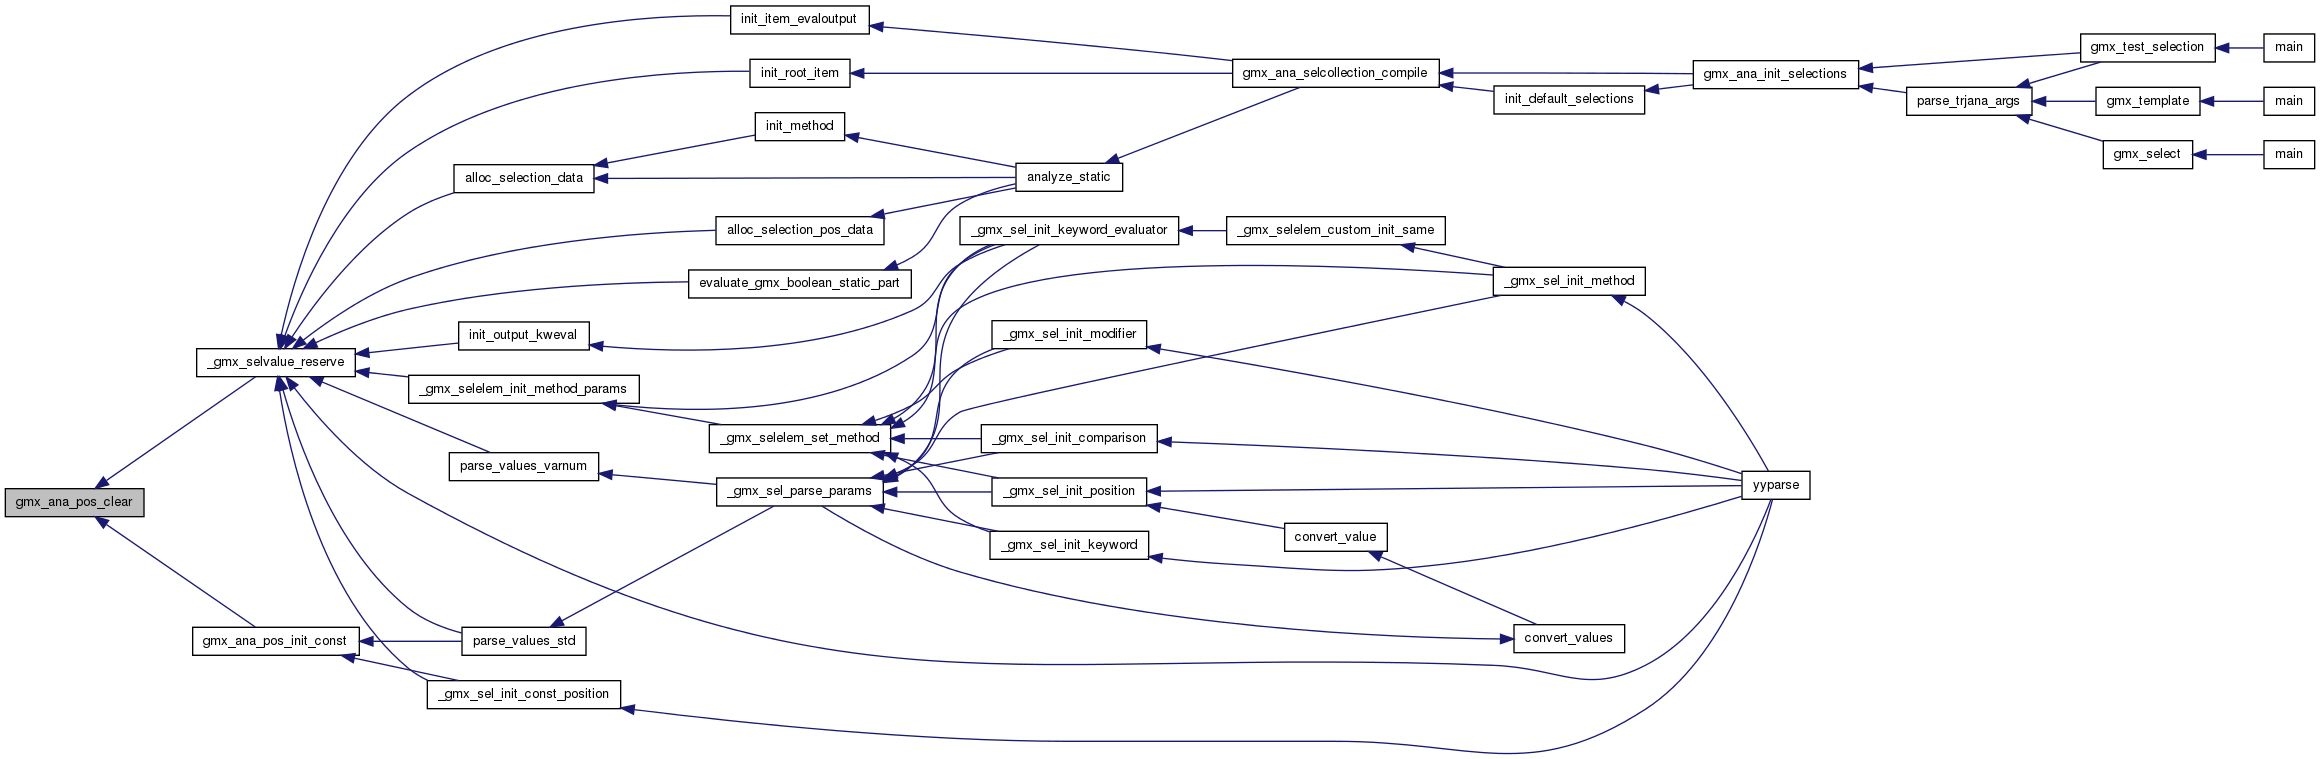 init_item_evaloutput
gmx_test_selection
main
init_root_item
gmx_ana_selcollection_compile
gmx_ana_init_selections
init_default_selections
parse_trjana_args
gmx_template
main
init_method
gmx_select
main
alloc_selection_data
analyze_static
alloc_selection_pos_data
_gmx_sel_init_keyword_evaluator
_gmx_selelem_custom_init_same
evaluate_gmx_boolean_static_part
_gmx_sel_init_method
init_output_kweval
_gmx_sel_init_modifier
_gmx_selvalue_reserve
_gmx_selelem_init_method_params
_gmx_selelem_set_method
_gmx_sel_init_comparison
parse_values_varnum
_gmx_sel_parse_params
_gmx_sel_init_position
yyparse
gmx_ana_pos_clear
_gmx_sel_init_keyword
convert_value
gmx_ana_pos_init_const
parse_values_std
convert_values
_gmx_sel_init_const_position